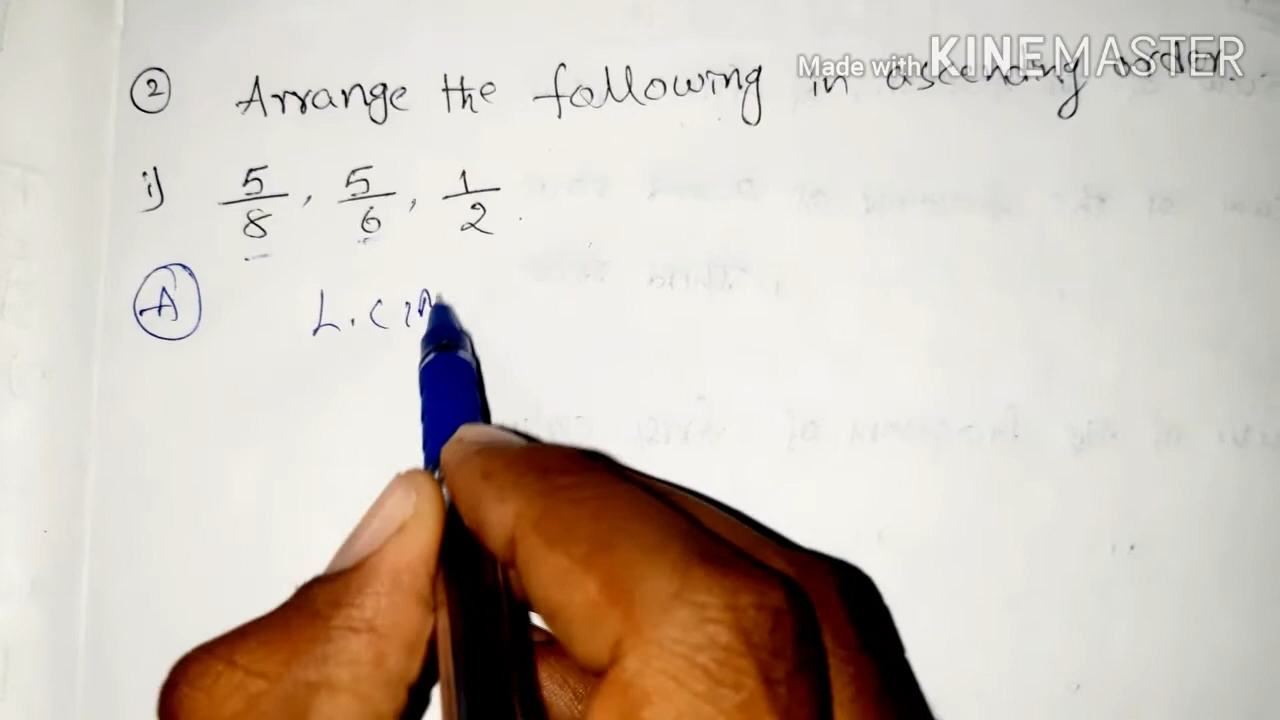 Made with KINEMASTER
② Arrange the following in ascending order.
i) 5/8, 5/6, 1/2.
Ⓐ L.C.M